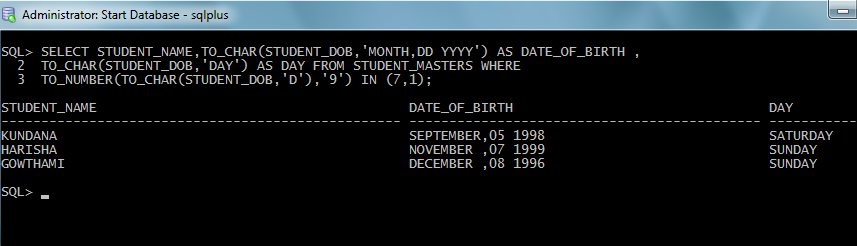 Administrator: Start Database - sqlplus
SQL> SELECT STUDENT_NAME,TO_CHAR(STUDENT_DOB,'MONTH,DD YYYY') AS DATE_OF_BIRTH ,
2 TO_CHAR(STUDENT_DOB,'DAY') AS DAY FROM STUDENT_MASTERS WHERE
3 TO_NUMBER(TO_CHAR(STUDENT_DOB,'D'),'9') IN (7,1);
STUDENT_NAME DATE_OF_BIRTH DAY
-------------------------------------------------- -------------------------------------------- -----------
KUNDANA SEPTEMBER,05 1998 SATURDAY
HARISHA NOVEMBER ,07 1999 SUNDAY
GOWTHAMI DECEMBER ,08 1996 SUNDAY
SQL> _